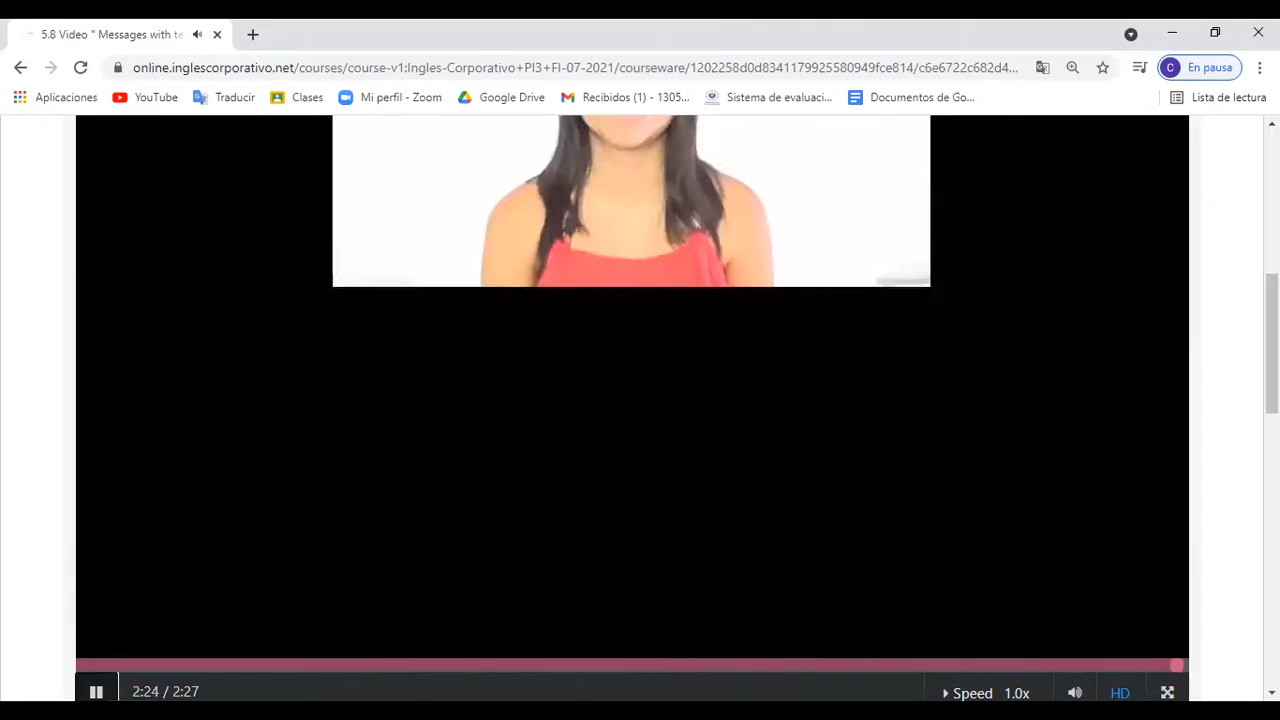 5.8 Video " Messages with te
online.inglescorporativo.net/courses/course-v1:Ingles-Corporativo+PI3+FI-07-2021/courseware/1202258d0d8341179925580949fce814/c6e6722c682d4...
C En pausa
Aplicaciones YouTube Traducir Clases Mi perfil - Zoom Google Drive Recibidos (1) - 1305... Sistema de evaluaci... Documentos de Go... Lista de lectura
2:24 / 2:27 Speed 1.0x HD